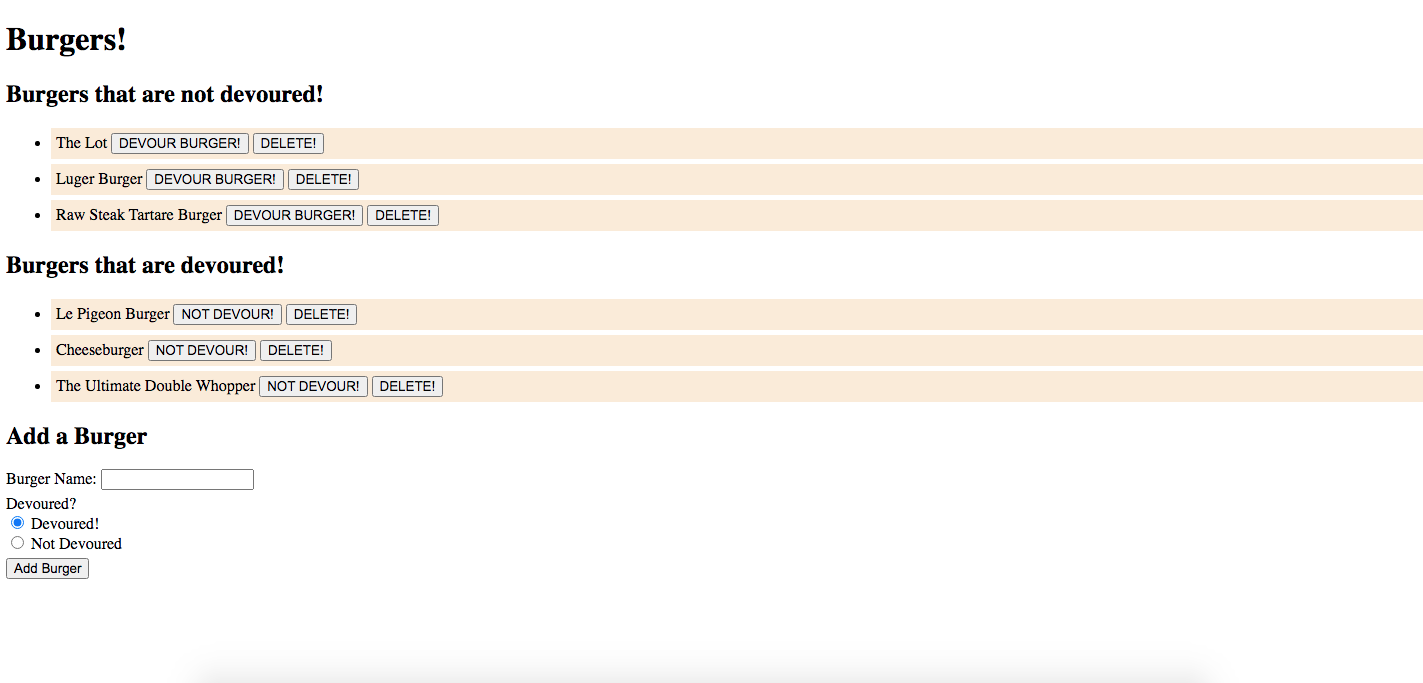 Burgers!
Burgers that are not devoured!
The Lot DEVOUR BURGER! DELETE!
Luger Burger DEVOUR BURGER! DELETE!
Raw Steak Tartare Burger DEVOUR BURGER! DELETE!
Burgers that are devoured!
Le Pigeon Burger NOT DEVOUR! DELETE!
Cheeseburger NOT DEVOUR! DELETE!
The Ultimate Double Whopper NOT DEVOUR! DELETE!
Add a Burger
Burger Name:
Devoured?
Devoured!
Not Devoured
Add Burger